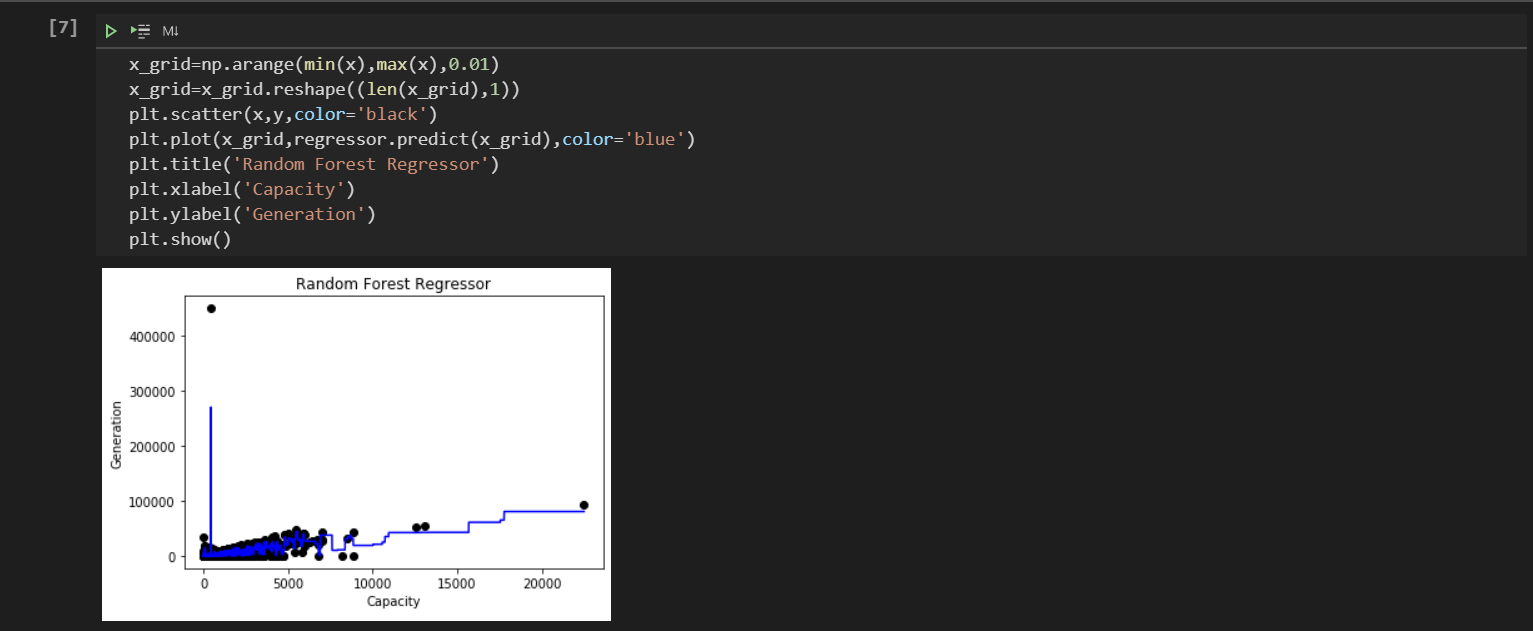 [7]
M↓
x_grid=np.arange(min(x),max(x),0.01)
x_grid=x_grid.reshape((len(x_grid),1))
plt.scatter(x,y,color='black')
plt.plot(x_grid,regressor.predict(x_grid),color='blue')
plt.title('Random Forest Regressor')
plt.xlabel('Capacity')
plt.ylabel('Generation')
plt.show()
Random Forest Regressor
400000
300000
200000
100000
0
Generation
0 5000 10000 15000 20000
Capacity